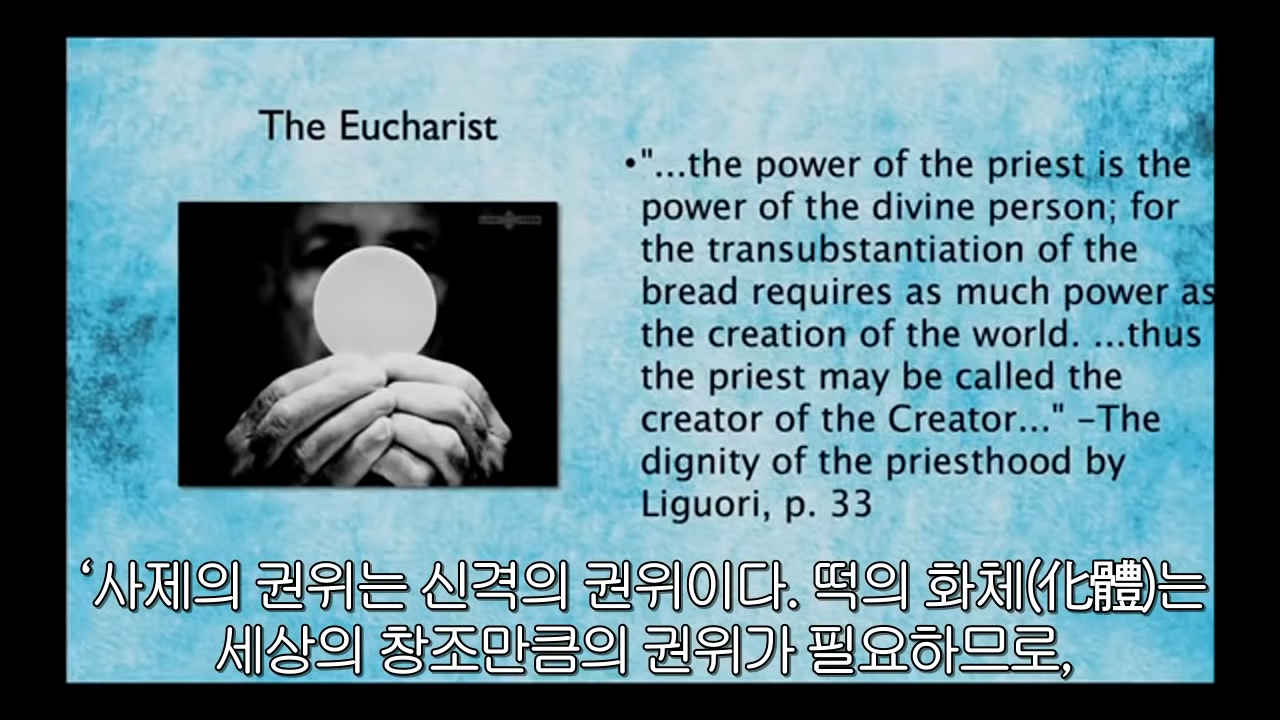 The Eucharist
•"...the power of the priest is the
power of the divine person; for
the transubstantiation of the
bread requires as much power as
the creation of the world. ...thus
the priest may be called the
creator of the Creator..." -The
dignity of the priesthood by
Liguori, p. 33
‘사제의 권위는 신격의 권위이다. 떡의 화체(化體)는
세상의 창조만큼의 권위가 필요하므로,